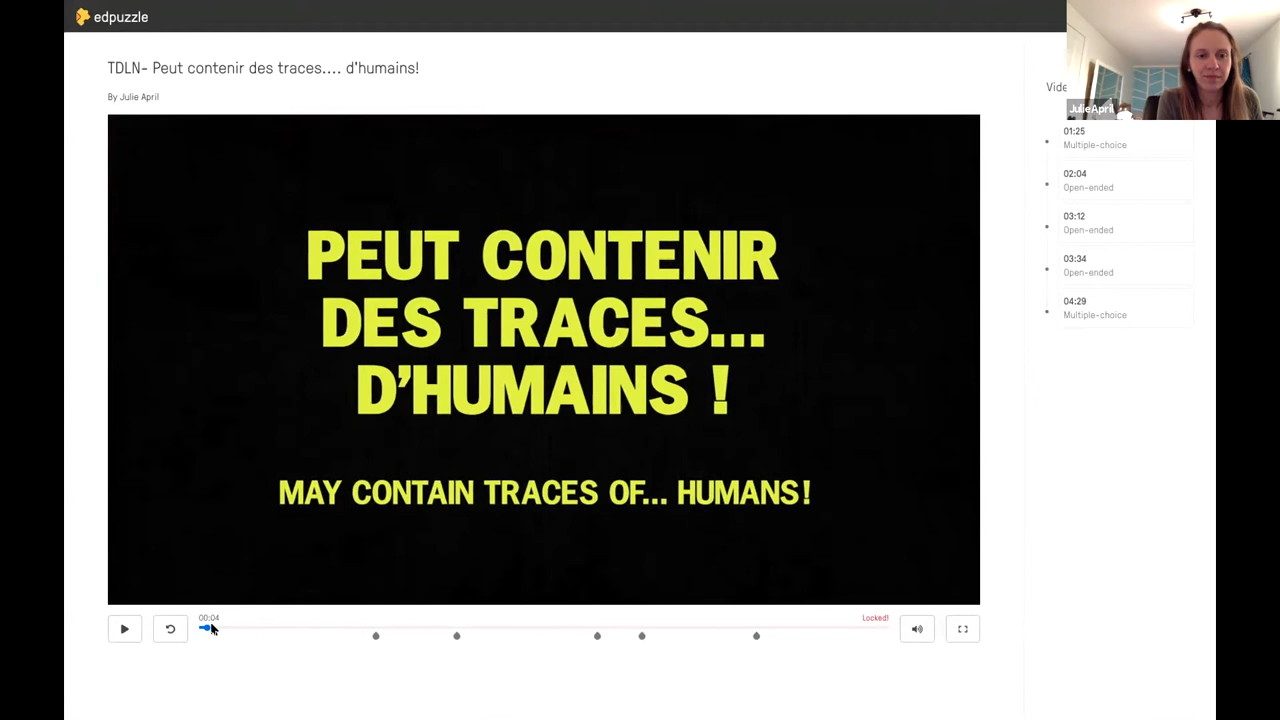 edpuzzle
TDLN- Peut contenir des traces.... d'humains!
By Julie April
PEUT CONTENIR
DES TRACES...
D'HUMAINS !
MAY CONTAIN TRACES OF... HUMANS!
00:04
Locked!
Vide
Julie April
01:25
Multiple-choice
02:04
Open-ended
03:12
Open-ended
03:34
Open-ended
04:29
Multiple-choice